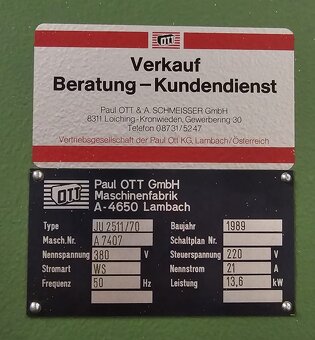 OTT
Verkauf
Beratung – Kundendienst
Paul OTT & A. SCHMEISSER GmbH
8311 Loiching-Kronwieden, Gewerbering 30
Telefon 08731/5247
Vertriebsgesellschaft der Paul Ott KG, Lambach/Österreich
OTT
Paul OTT GmbH
Maschinenfabrik
A-4650 Lambach
Type JU 2511/70 Baujahr 1989
Masch.Nr. A 7407 Schaltplan Nr.
Nennspannung 380 V Steuerspannung 220 V
Stromart WS Nennstrom 21 A
Frequenz 50 Hz Leistung 13,6 kW